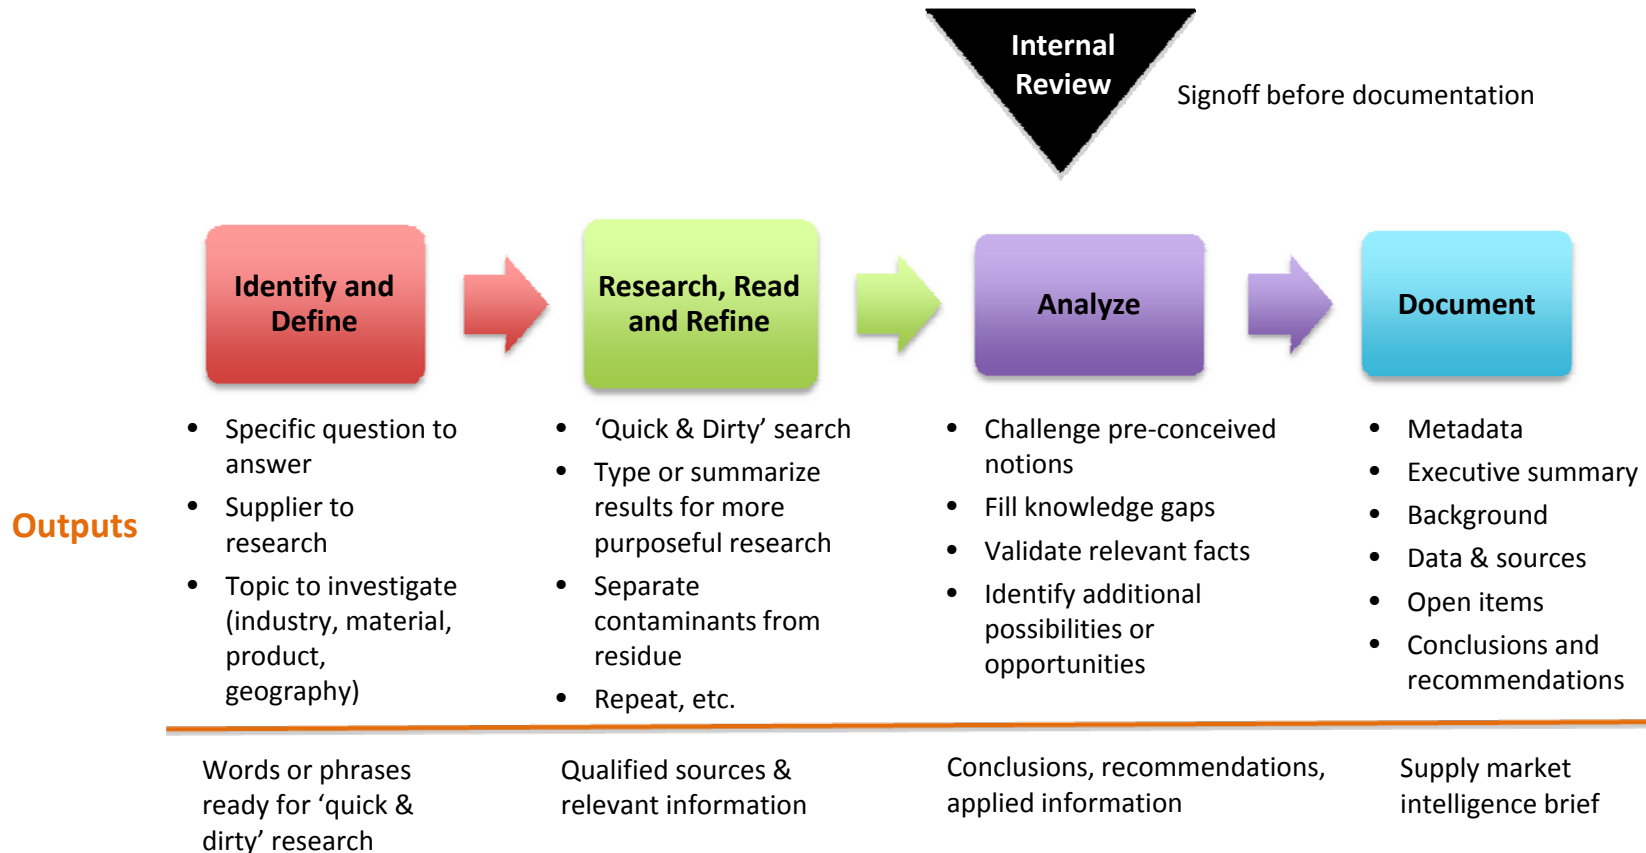 Internal
Review
Signoff before documentation
Identify and
Define
Research, Read
and Refine
Analyze
Document
Outputs
• Specific question to
answer
• Supplier to
research
• Topic to investigate
(industry, material,
product,
geography)
• ‘Quick & Dirty’ search
• Type or summarize
results for more
purposeful research
• Separate
contaminants from
residue
• Repeat, etc.
• Challenge pre-conceived
notions
• Fill knowledge gaps
• Validate relevant facts
• Identify additional
possibilities or
opportunities
• Metadata
• Executive summary
• Background
• Data & sources
• Open items
• Conclusions and
recommendations
Words or phrases
ready for ‘quick &
dirty’ research
Qualified sources &
relevant information
Conclusions, recommendations,
applied information
Supply market
intelligence brief